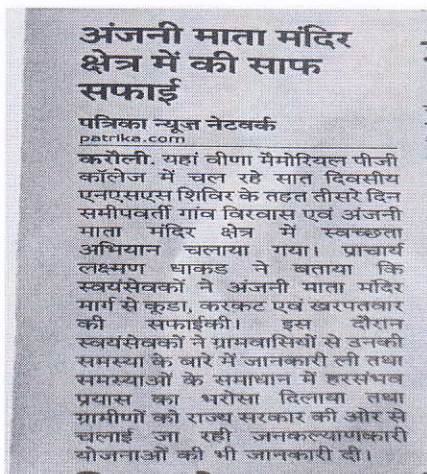 अंजनी माता मंदिर
क्षेत्र में की साफ
सफाई
पत्रिका न्यूज नेटवर्क
patrika.com
करौली. यहां वीणा मैमोरियल पीजी
कॉलेज में चल रहे सात दिवसीय
एनएसएस शिविर के तहत तीसरे दिन
समीपवर्ती गांव विरवास एवं अंजनी
माता मंदिर क्षेत्र में स्वच्छता
अभियान चलाया गया। प्राचार्य
लक्ष्मण धाकड ने बताया कि
स्वयंसेवकों ने अंजनी माता मंदिर
मार्ग से कूडा, करकट एवं खरपतवार
की सफाईकी। इस दौरान
स्वयंसेवकों ने ग्रामवासियों से उनकी
समस्या के बारे में जानकारी ली तथा
समस्याओं के समाधान में हरसंभव
प्रयास का भरोसा दिलाया तथा
ग्रामीणों को राज्य सरकार की ओर से
चलाई जा रही जनकल्याणकारी
योजनाओं की भी जानकारी दी।